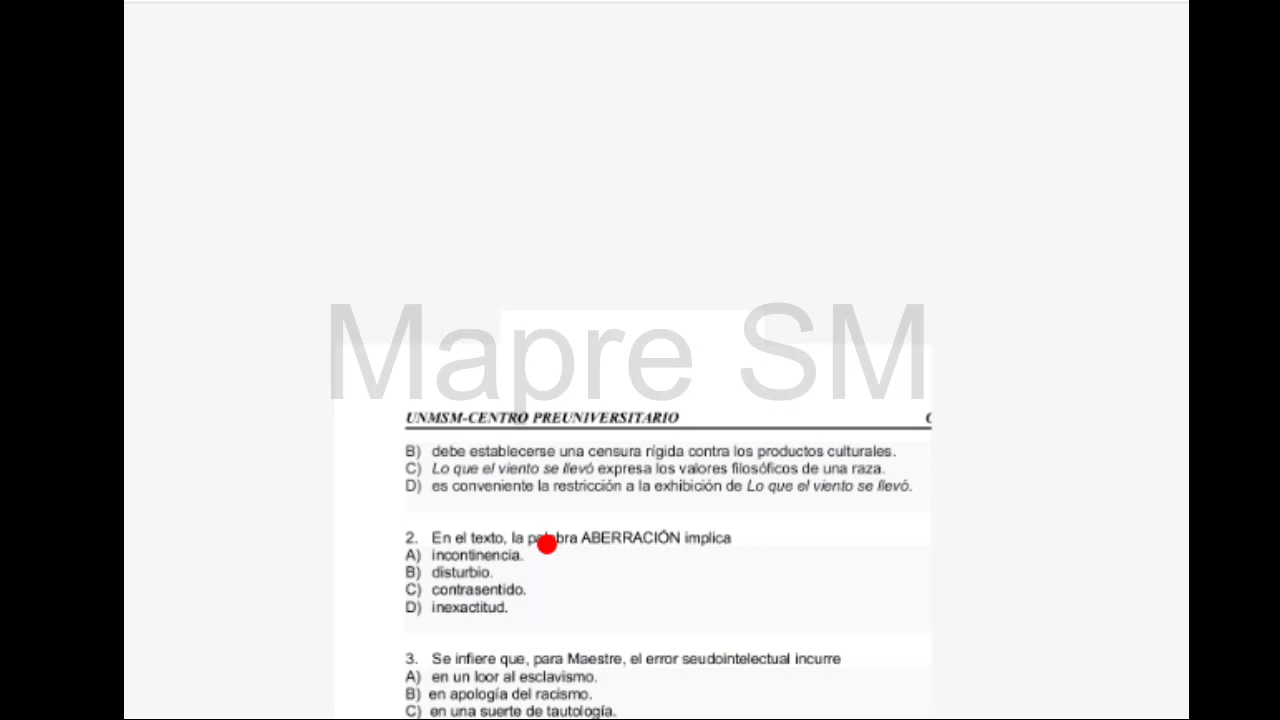 Mapre SM
UNMSM-CENTRO PREUNIVERSITARIO
B) debe establecerse una censura rígida contra los productos culturales.
C) Lo que el viento se llevó expresa los valores filosóficos de una raza.
D) es conveniente la restricción a la exhibición de Lo que el viento se llevó.
2. En el texto, la palabra ABERRACIÓN implica
A) incontinencia.
B) disturbio.
C) contrasentido.
D) inexactitud.
3. Se infiere que, para Maestre, el error seudointelectual incurre
A) en un loor al esclavismo.
B) en apología del racismo.
C) en una suerte de tautología.